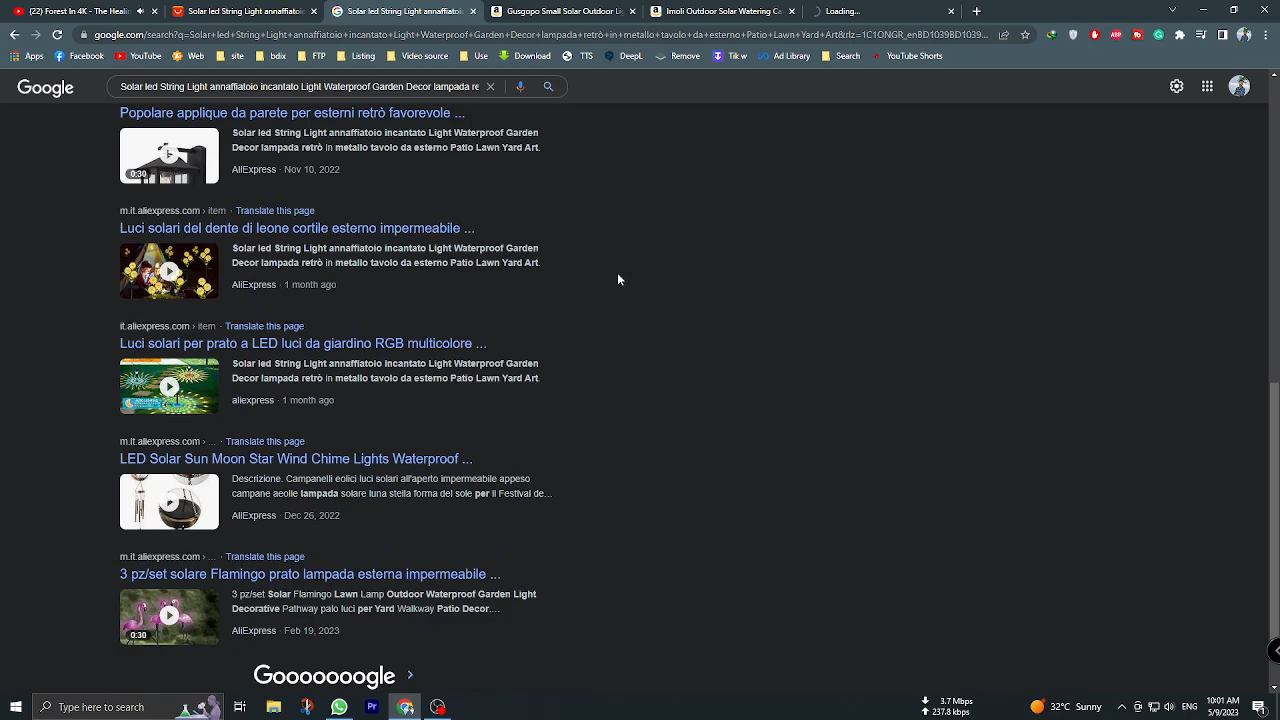 [22] Forest In 4K - The H
Solar led String Light annaffiatoio in
Solar led String Light annaffiatoio
Gusgopo Small Solar Outdoor Lig
Imoli Outdoor Solar Watering Ca
Loading...
google.com/search?q=Solar+led+String+Light+annaffiatoio+incantato+Light+Waterproof+Garden+Decor+lampada+retrò+in+metallo+tavolo+da+esterno+Patio+Lawn+Yard+Art&rlz=1C1ONGR_enBD1039BD1039...
Apps Facebook YouTube Web site bdix FTP Listing Video source Use Download TTS DeepL Remove Tik w Ad Library Search YouTube Shorts
Google
Solar led String Light annaffiatoio incantato Light Waterproof Garden Decor lampada re
Popolare applique da parete per esterni retrò favorevole ...
Solar led String Light annaffiatoio incantato Light Waterproof Garden
Decor lampada retrò in metallo tavolo da esterno Patio Lawn Yard Art.
0:30
AliExpress · Nov 10, 2022
m.it.aliexpress.com › item · Translate this page
Luci solari del dente di leone cortile esterno impermeabile ...
Solar led String Light annaffiatoio incantato Light Waterproof Garden
Decor lampada retrò in metallo tavolo da esterno Patio Lawn Yard Art.
AliExpress · 1 month ago
it.aliexpress.com › item · Translate this page
Luci solari per prato a LED luci da giardino RGB multicolore ...
Solar led String Light annaffiatoio incantato Light Waterproof Garden
Decor lampada retrò in metallo tavolo da esterno Patio Lawn Yard Art.
aliexpress · 1 month ago
m.it.aliexpress.com › ... · Translate this page
LED Solar Sun Moon Star Wind Chime Lights Waterproof ...
Descrizione. Campanelli eolici luci solari all'aperto impermeabili appeso
campane aeolie lampada solare luna stella forma del sole per il Festival de...
AliExpress · Dec 26, 2022
m.it.aliexpress.com › ... · Translate this page
3 pz/set solare Flamingo prato lampada esterna impermeabile ...
3 pz/set Solar Flamingo Lawn Lamp Outdoor Waterproof Garden Light
Decorative Pathway palo luci per Yard Walkway Patio Decor....
0:30
AliExpress · Feb 19, 2023
Gooooooogle >
Type here to search
3.7 Mbps
237.8 kbps
32°C Sunny
10:01 AM
5/9/2023